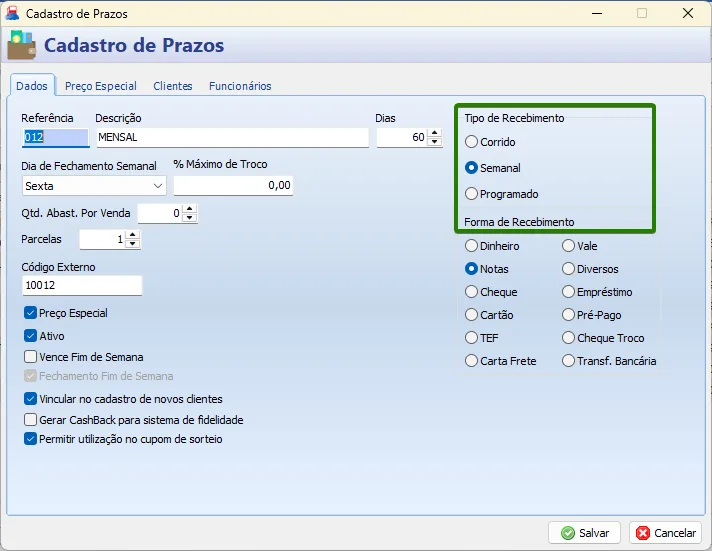 Cadastro de Prazos
Cadastro de Prazos
Dados Preço Especial Clientes Funcionários
Referência Descrição Dias
012 MENSAL 60
Dia de Fechamento Semanal % Máximo de Troco
Sexta 0,00
Qtd. Abast. Por Venda 0
Parcelas 1
Código Externo
10012
Preço Especial
Ativo
Vence Fim de Semana
Fechamento Fim de Semana
Vincular no cadastro de novos clientes
Gerar CashBack para sistema de fidelidade
Permitir utilização no cupom de sorteio
Tipo de Recebimento
Corrido
Semanal
Programado
Forma de Recebimento
Dinheiro Vale
Notas Diversos
Cheque Empréstimo
Cartão Pré-Pago
TEF Cheque Troco
Carta Frete Transf. Bancária
Salvar Cancelar